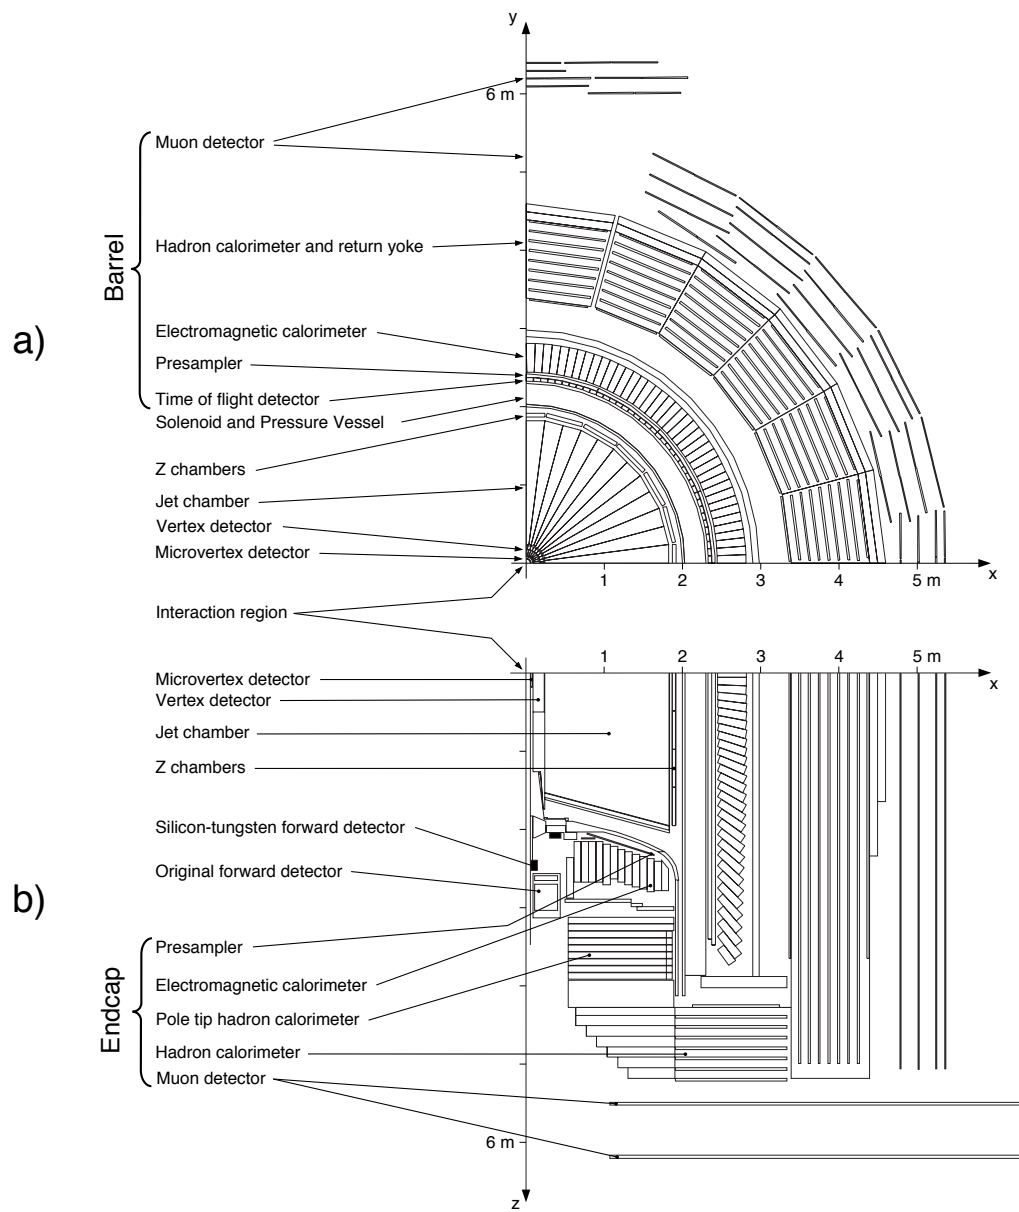 a)
y
6 m
Barrel
Muon detector
Hadron calorimeter and return yoke
Electromagnetic calorimeter
Presampler
Time of flight detector
Solenoid and Pressure Vessel
Z chambers
Jet chamber
Vertex detector
Microvertex detector
1 2 3 4 5 m
x
Interaction region
1 2 3 4 5 m
x
Microvertex detector
Vertex detector
Jet chamber
Z chambers
Silicon-tungsten forward detector
Original forward detector
b)
Endcap
Presampler
Electromagnetic calorimeter
Pole tip hadron calorimeter
Hadron calorimeter
Muon detector
6 m
z